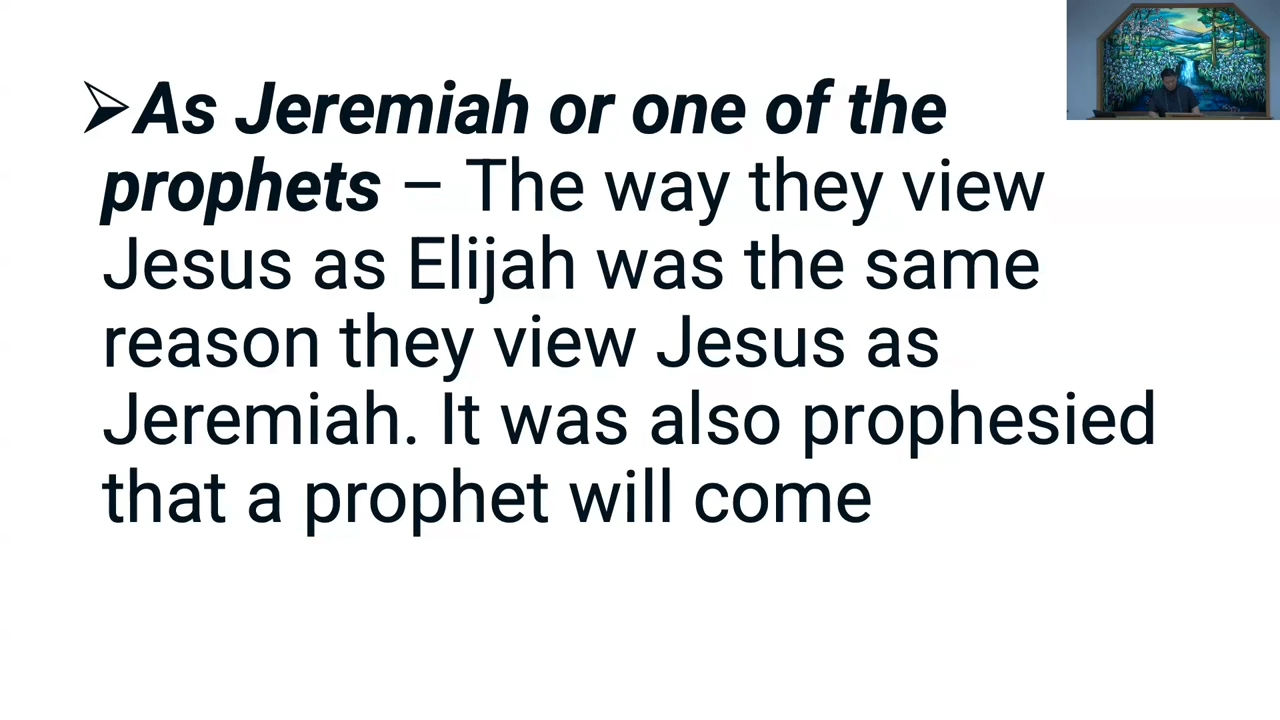 ➢As Jeremiah or one of the
prophets – The way they view
Jesus as Elijah was the same
reason they view Jesus as
Jeremiah. It was also prophesied
that a prophet will come